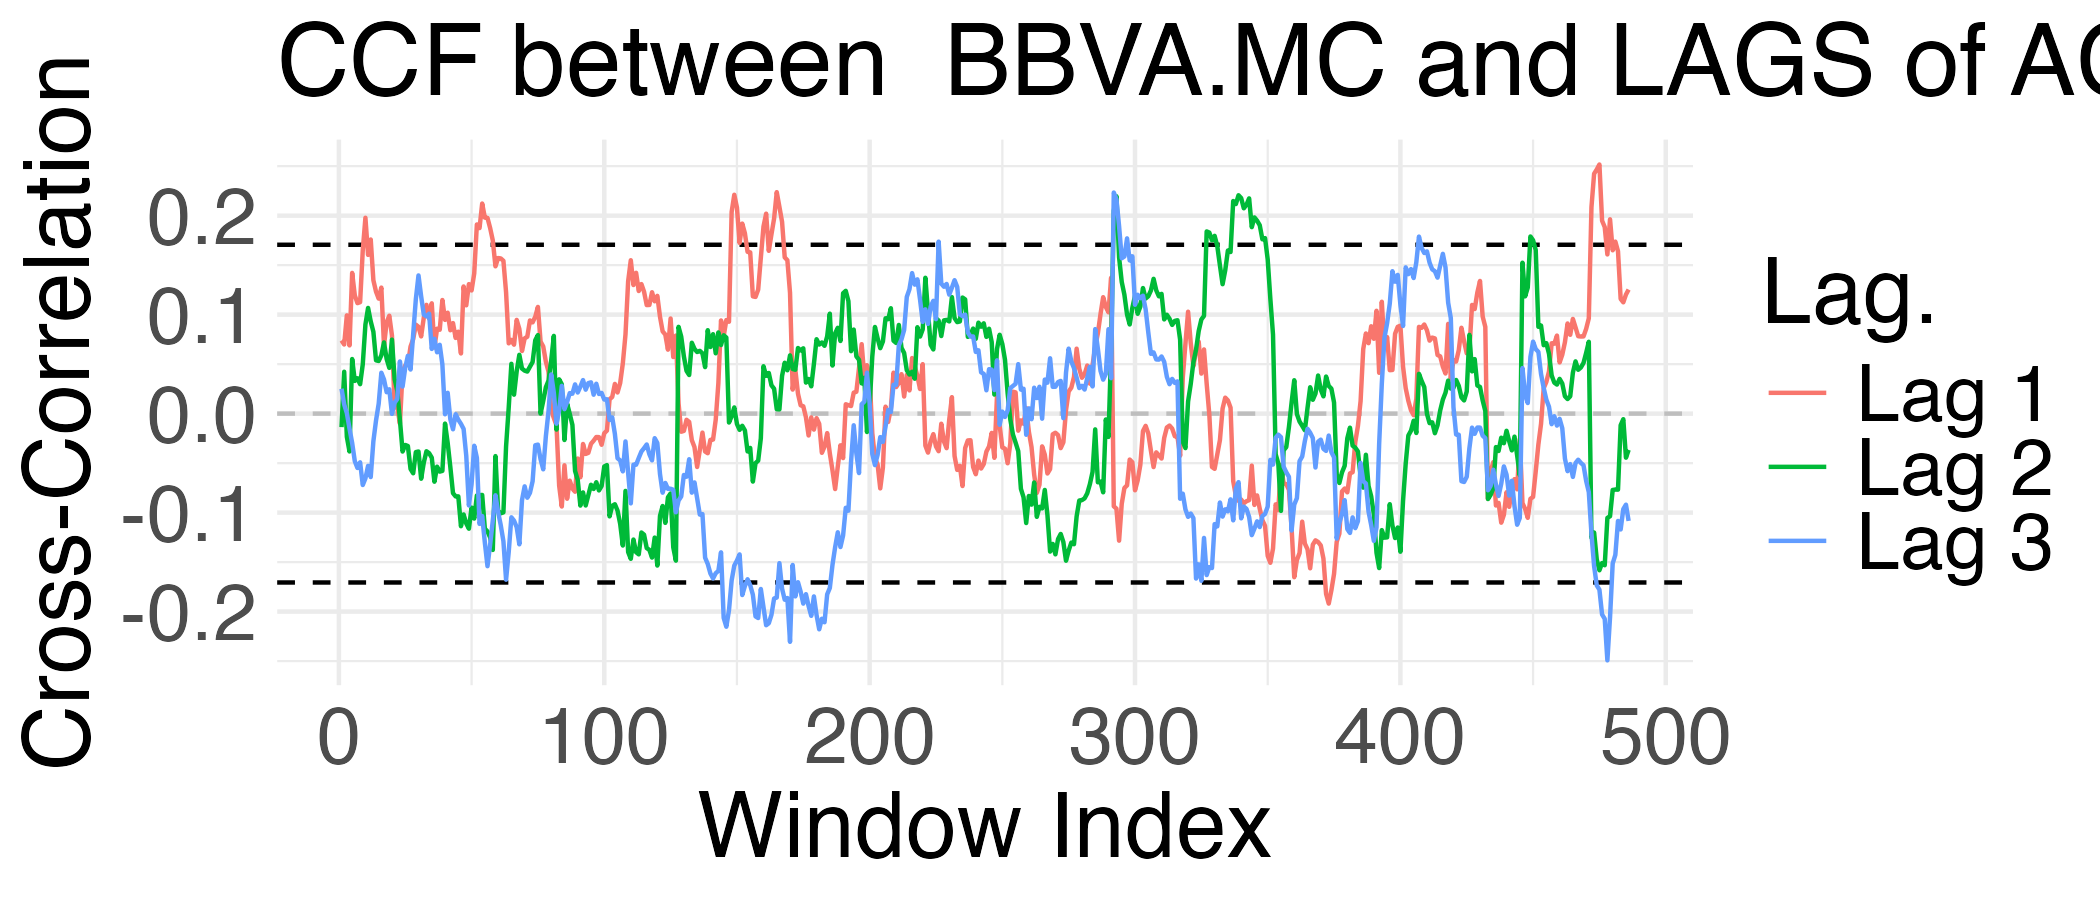 CCF between BBVA.MC and LAGS of
Cross-Correlation
0.2
0.1
0.0
-0.1
-0.2
0
100
200
300
400
500
Window Index
Lag.
Lag 1
Lag 2
Lag 3